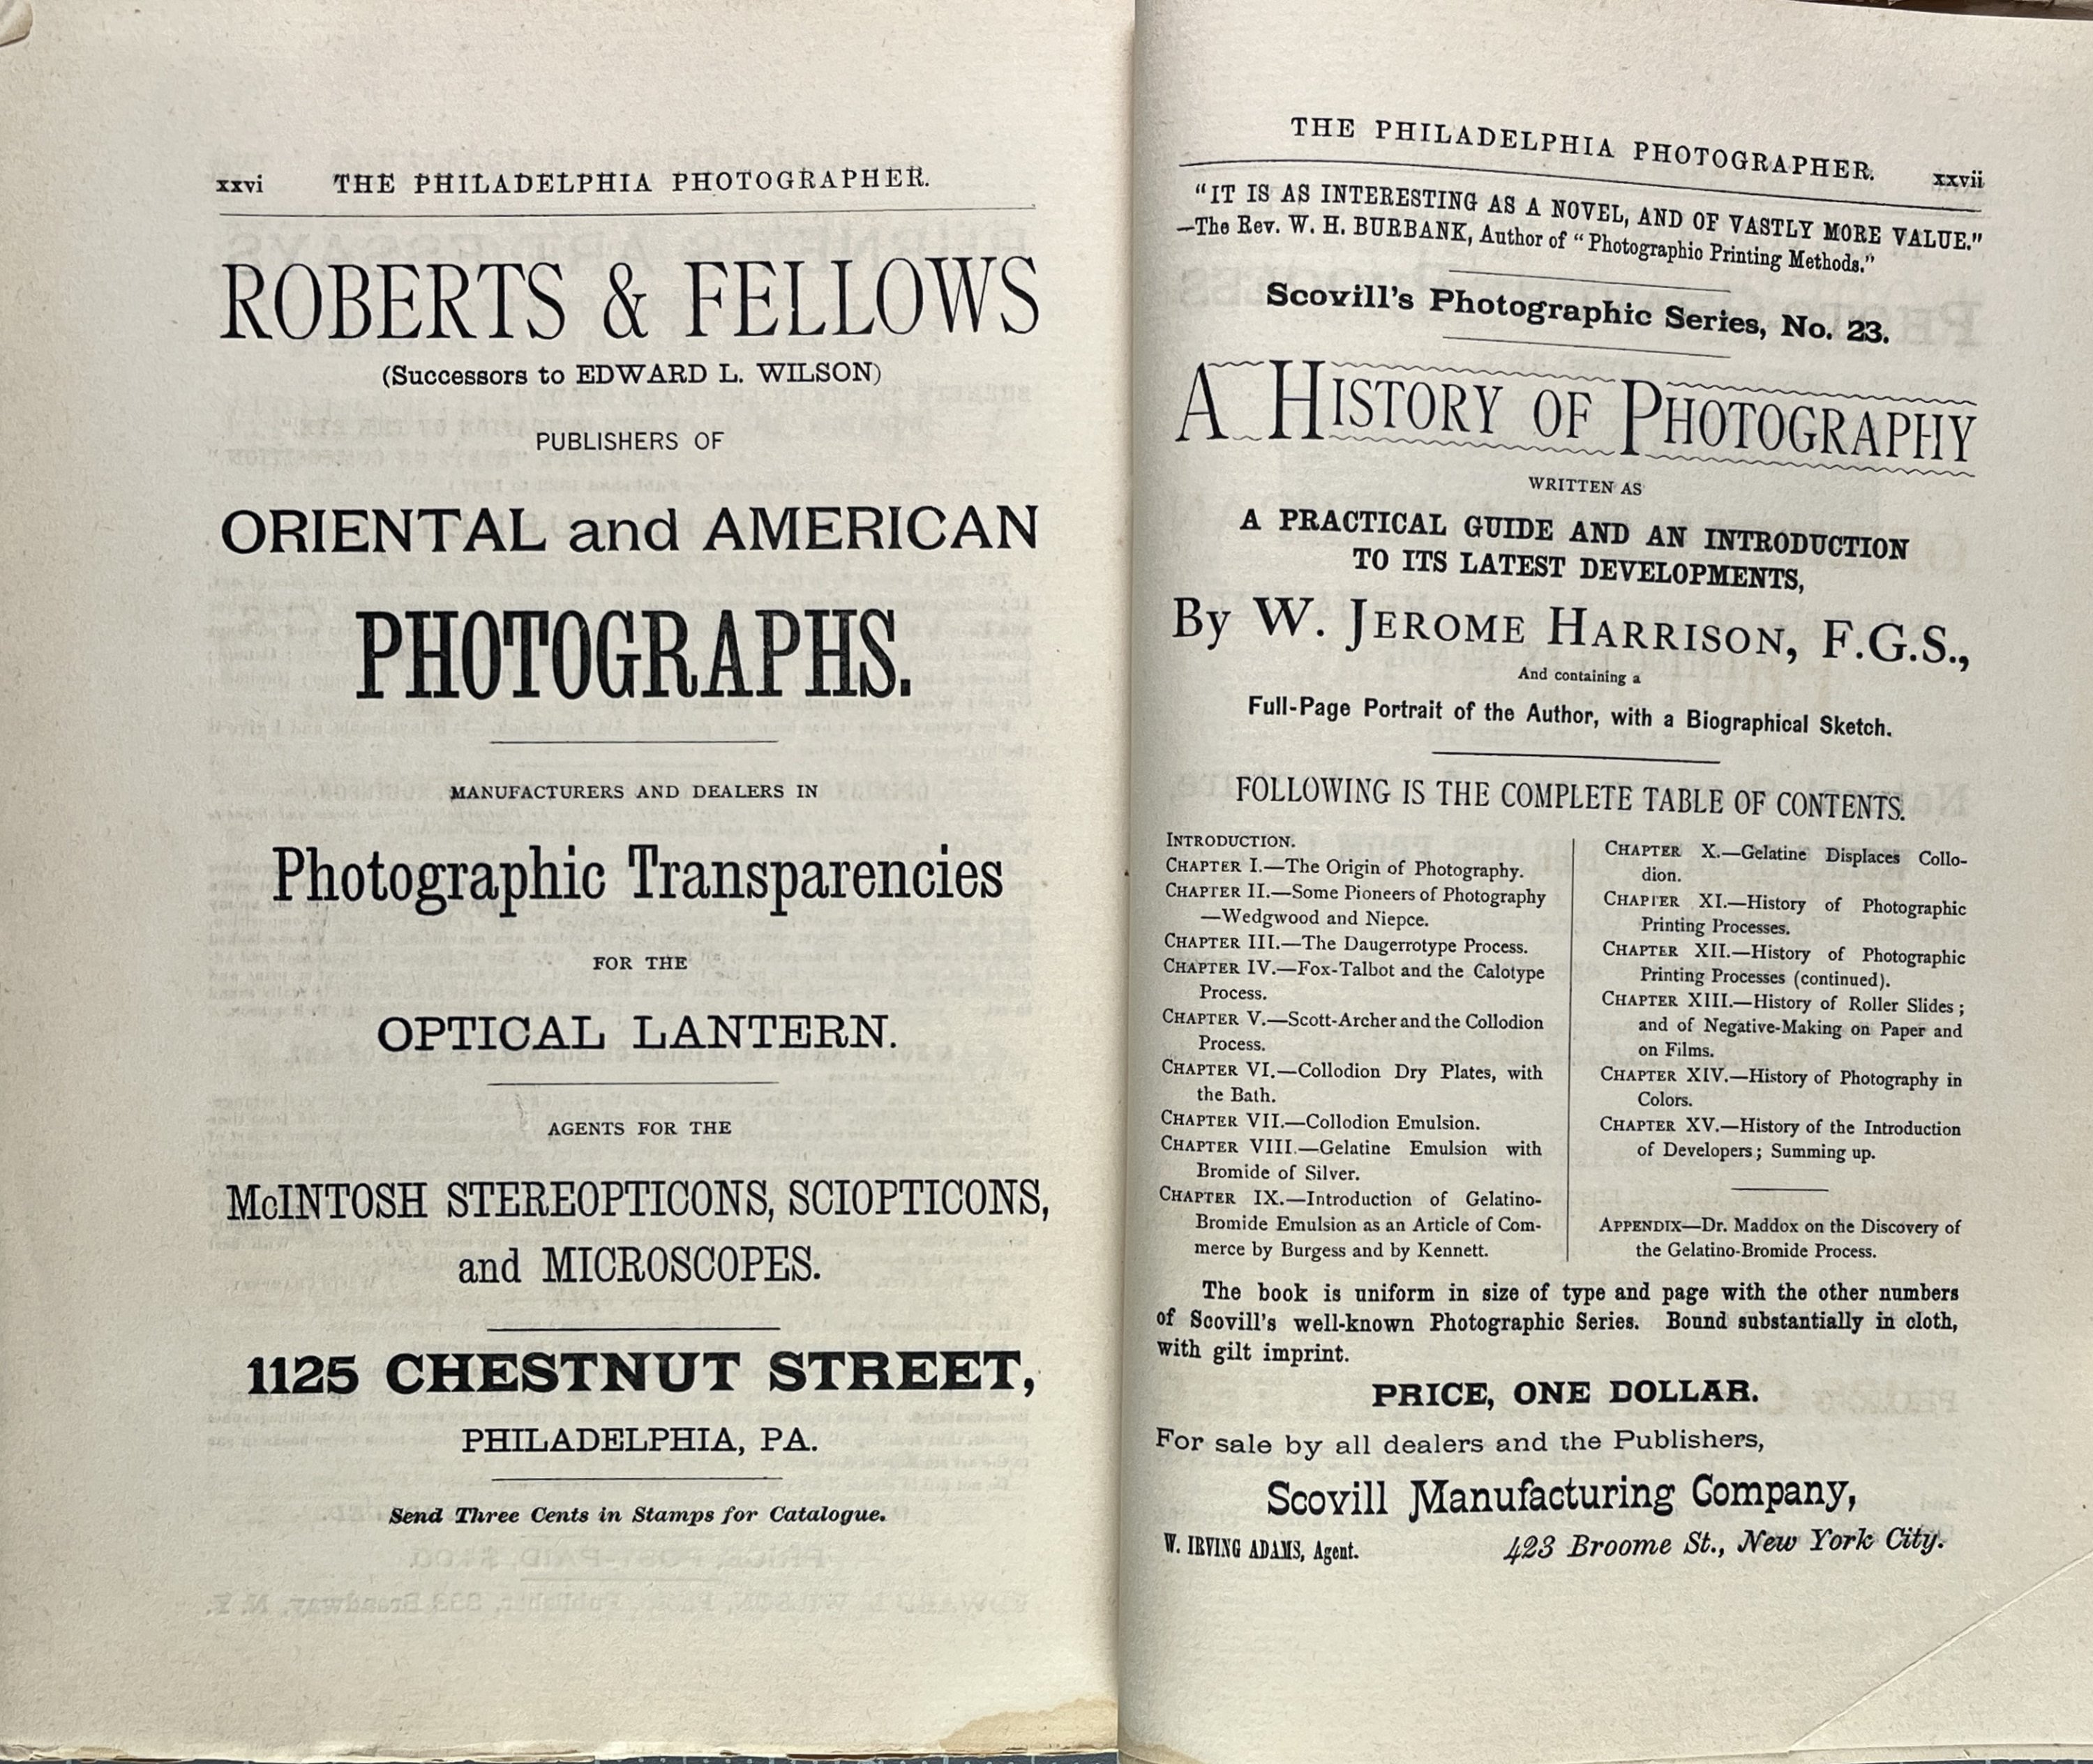 xxvi THE PHILADELPHIA PHOTOGRAPHER.
ROBERTS & FELLOWS
(Successors to EDWARD L. WILSON)
PUBLISHERS OF
ORIENTAL and AMERICAN
PHOTOGRAPHS.
MANUFACTURERS AND DEALERS IN
Photographic Transparencies
FOR THE
OPTICAL LANTERN.
AGENTS FOR THE
McINTOSH STEREOPTICONS, SCIOPTICONS,
and MICROSCOPES.
1125 CHESTNUT STREET,
PHILADELPHIA, PA.
Send Three Cents in Stamps for Catalogue.
THE PHILADELPHIA PHOTOGRAPHER. xxvii
"IT IS AS INTERESTING AS A NOVEL, AND OF VASTLY MORE VALUE."
—The Rev. W. H. BURBANK, Author of "Photographic Printing Methods."
Scovill's Photographic Series, No. 23.
A HISTORY OF PHOTOGRAPHY
WRITTEN AS
A PRACTICAL GUIDE AND AN INTRODUCTION
TO ITS LATEST DEVELOPMENTS,
By W. JEROME HARRISON, F.G.S.,
And containing a
Full-Page Portrait of the Author, with a Biographical Sketch.
FOLLOWING IS THE COMPLETE TABLE OF CONTENTS.
INTRODUCTION.
CHAPTER I.—The Origin of Photography.
CHAPTER II.—Some Pioneers of Photography
—Wedgwood and Niepce.
CHAPTER III.—The Daugerrotype Process.
CHAPTER IV.—Fox-Talbot and the Calotype
Process.
CHAPTER V.—Scott-Archer and the Collodion
Process.
CHAPTER VI.—Collodion Dry Plates, with
the Bath.
CHAPTER VII.—Collodion Emulsion.
CHAPTER VIII.—Gelatine Emulsion with
Bromide of Silver.
CHAPTER IX.—Introduction of Gelatino-
Bromide Emulsion as an Article of Com-
merce by Burgess and by Kennett.
CHAPTER X.—Gelatine Displaces Collo-
dion.
CHAPTER XI.—History of Photographic
Printing Processes.
CHAPTER XII.—History of Photographic
Printing Processes (continued).
CHAPTER XIII.—History of Roller Slides;
and of Negative-Making on Paper and
on Films.
CHAPTER XIV.—History of Photography in
Colors.
CHAPTER XV.—History of the Introduction
of Developers; Summing up.
APPENDIX—Dr. Maddox on the Discovery of
the Gelatino-Bromide Process.
The book is uniform in size of type and page with the other numbers
of Scovill's well-known Photographic Series. Bound substantially in cloth,
with gilt imprint.
PRICE, ONE DOLLAR.
For sale by all dealers and the Publishers,
Scovill Manufacturing Company,
W. IRVING ADAMS, Agent. 423 Broome St., New York City.